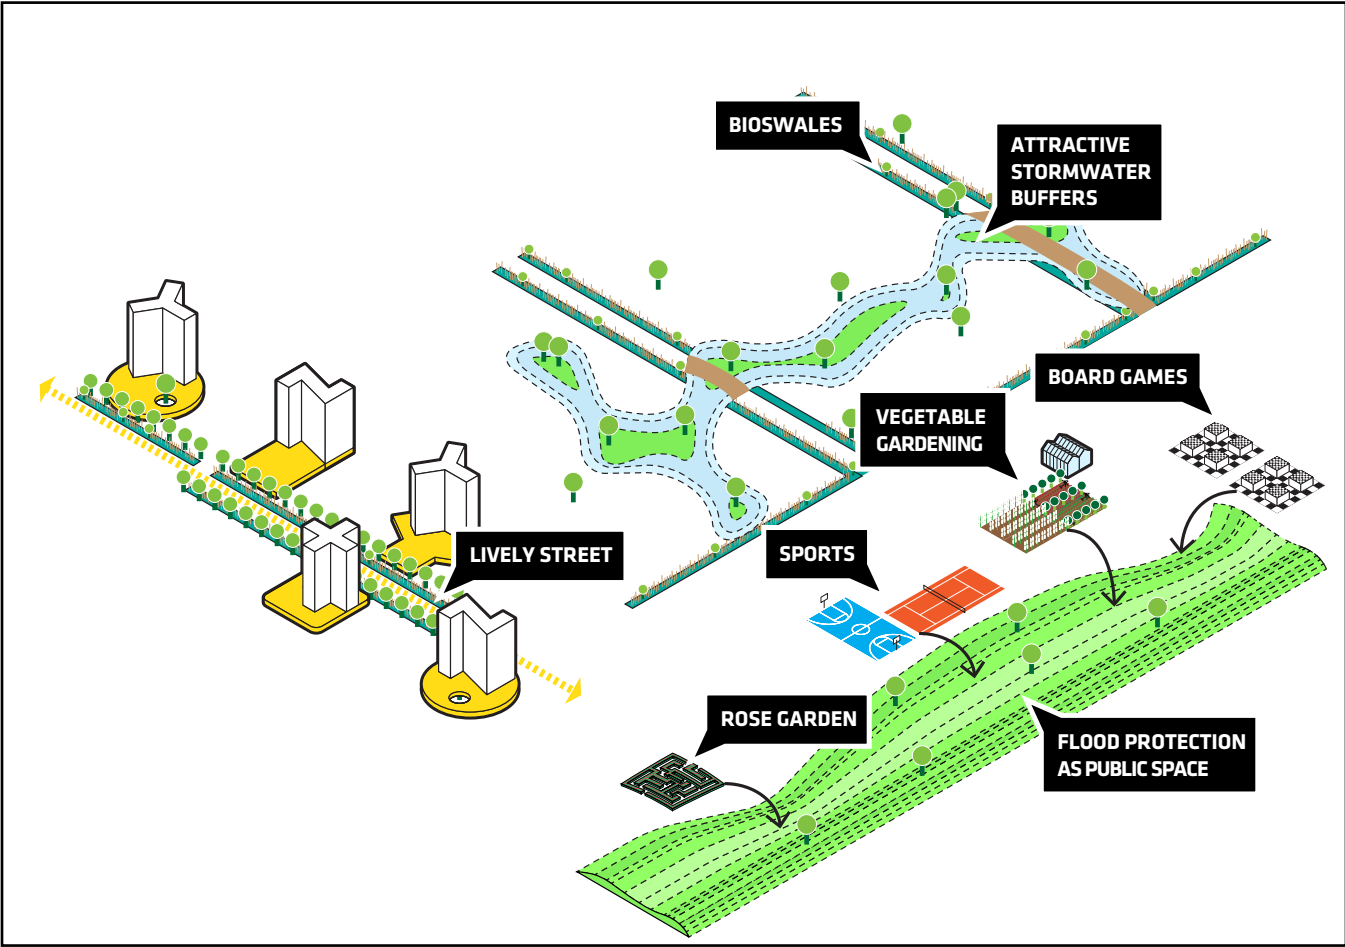 BIOSWALES
ATTRACTIVE
STORMWATER
BUFFERS
BOARD GAMES
VEGETABLE
GARDENING
LIVELY STREET
SPORTS
ROSE GARDEN
FLOOD PROTECTION
AS PUBLIC SPACE